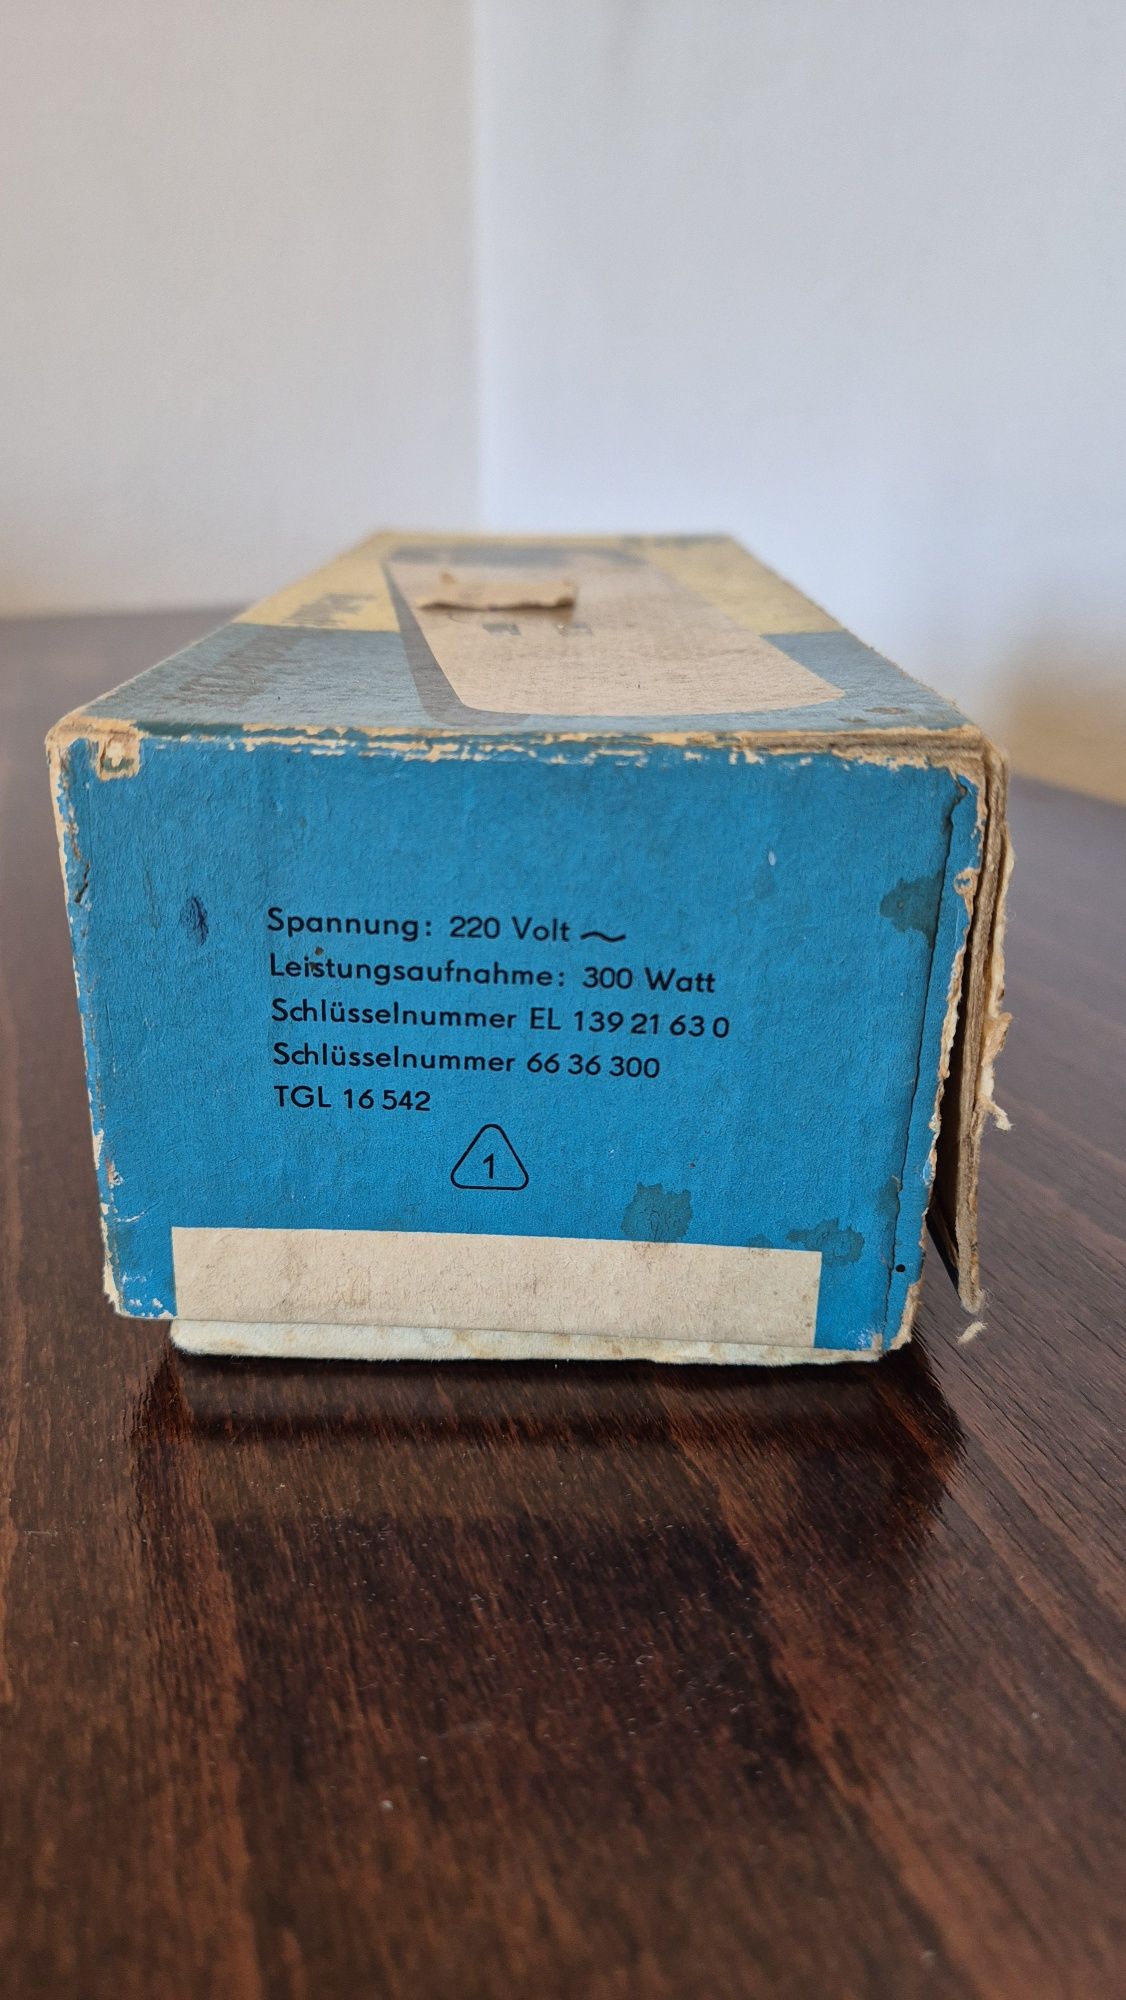 Spannung: 220 Volt ~
Leistungsaufnahme: 300 Watt
Schlüsselnummer EL 139 21 63 0
Schlüsselnummer 66 36 300
TGL 16 542
1